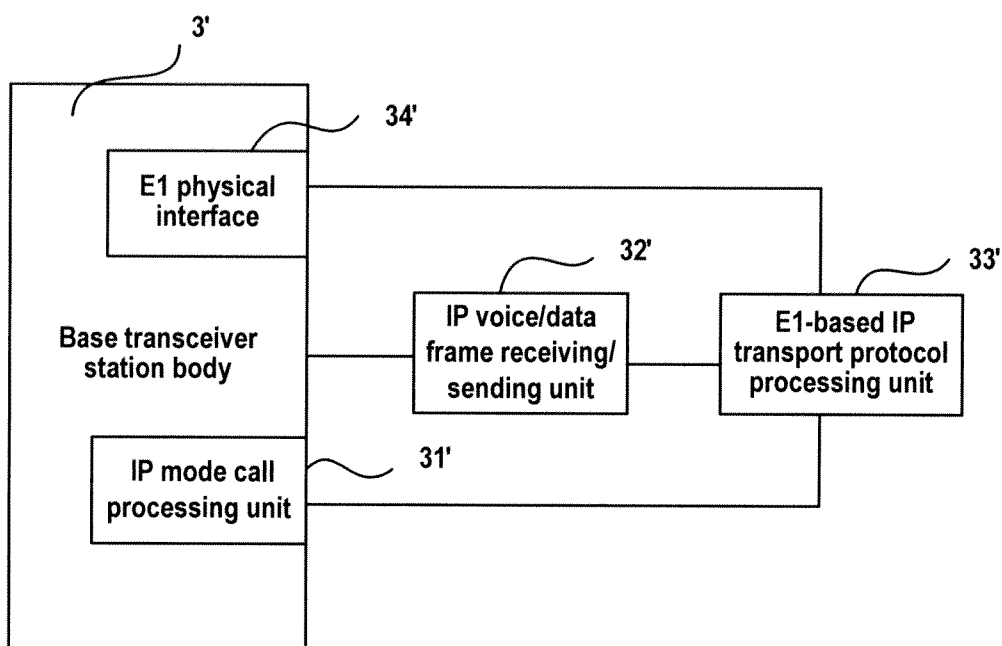 3'
34'
E1 physical
interface
32'
33'
IP voice/data
frame receiving/
sending unit
E1-based IP
transport protocol
processing unit
Base transceiver
station body
31'
IP mode call
processing unit